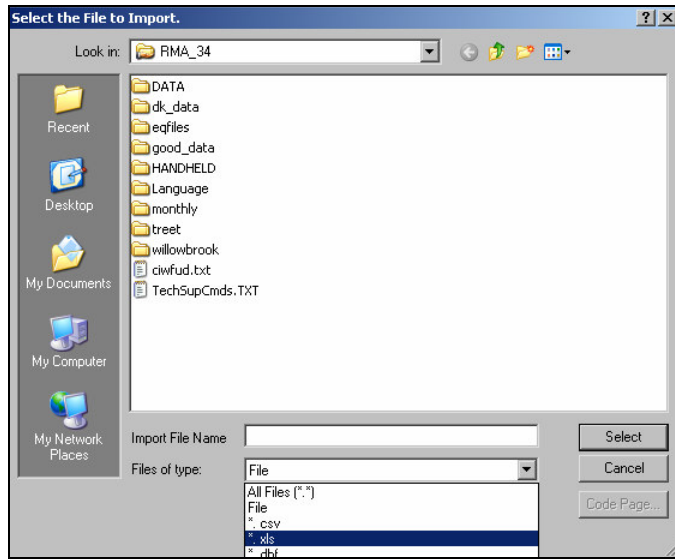 Select the File to Import.
Look in: RMA_34
Recent
Desktop
My Documents
My Computer
My Network
Places
DATA
dk_data
eqfiles
good_data
HANDHELD
Language
monthly
treet
willowbrook
ciwfud.txt
TechSupCmds.TXT
Import File Name
Select
Files of type: File
Cancel
All Files (*.*)
File
*. csv
*. xls
*. dbf
Code Page...